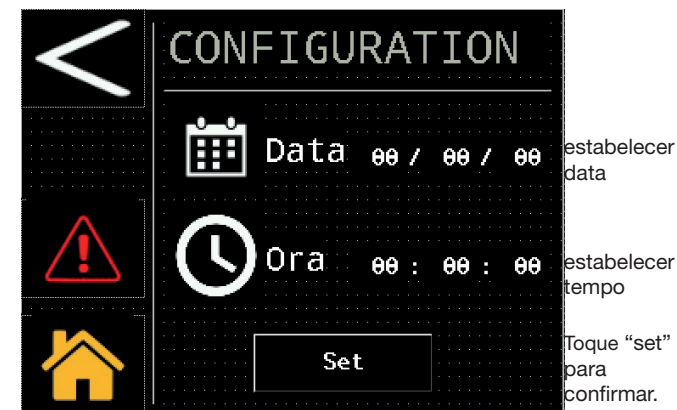 CONFIGURATION
Data 00 / 00 / 00
estabelecer
data
Ora 00 : 00 : 00
estabelecer
tempo
Set
Toque “set”
para
confirmar.